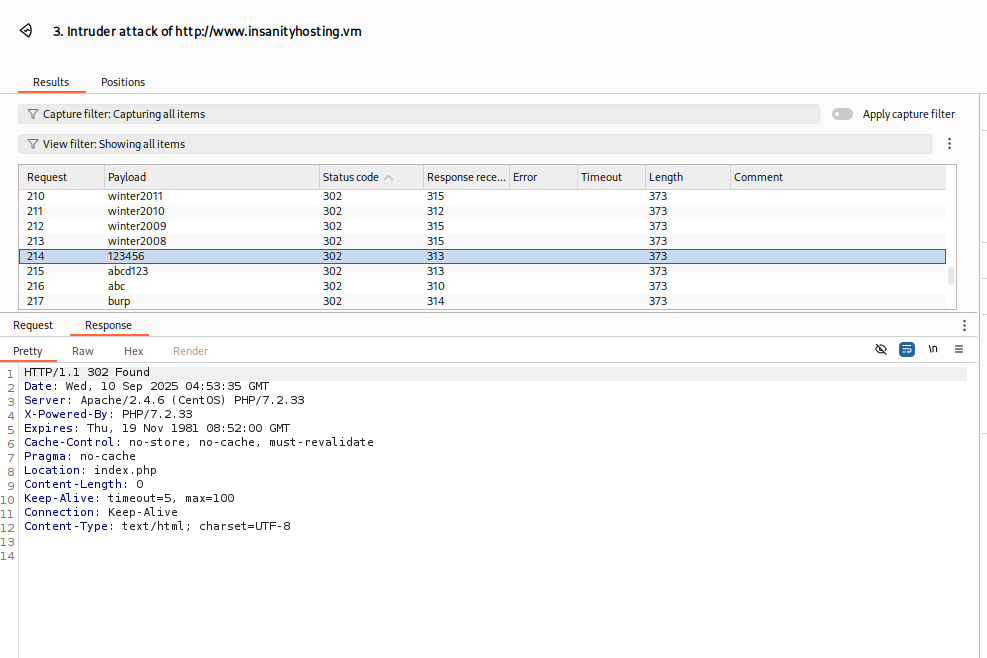 3. Intruder attack of http://www.insanityhosting.vm
Results Positions
Capture filter: Capturing all items Apply capture filter
View filter: Showing all items
Request Payload Status code Response rece... Error Timeout Length Comment
210 winter2011 302 315 373
211 winter2010 302 312 373
212 winter2009 302 315 373
213 winter2008 302 315 373
214 123456 302 313 373
215 abcd123 302 313 373
216 abc 302 310 373
217 burp 302 314 373
Request Response
Pretty Raw Hex Render \n
1 HTTP/1.1 302 Found
2 Date: Wed, 10 Sep 2025 04:53:35 GMT
3 Server: Apache/2.4.6 (CentOS) PHP/7.2.33
4 X-Powered-By: PHP/7.2.33
5 Expires: Thu, 19 Nov 1981 08:52:00 GMT
6 Cache-Control: no-store, no-cache, must-revalidate
7 Pragma: no-cache
8 Location: index.php
9 Content-Length: 0
10 Keep-Alive: timeout=5, max=100
11 Connection: Keep-Alive
12 Content-Type: text/html; charset=UTF-8
13
14